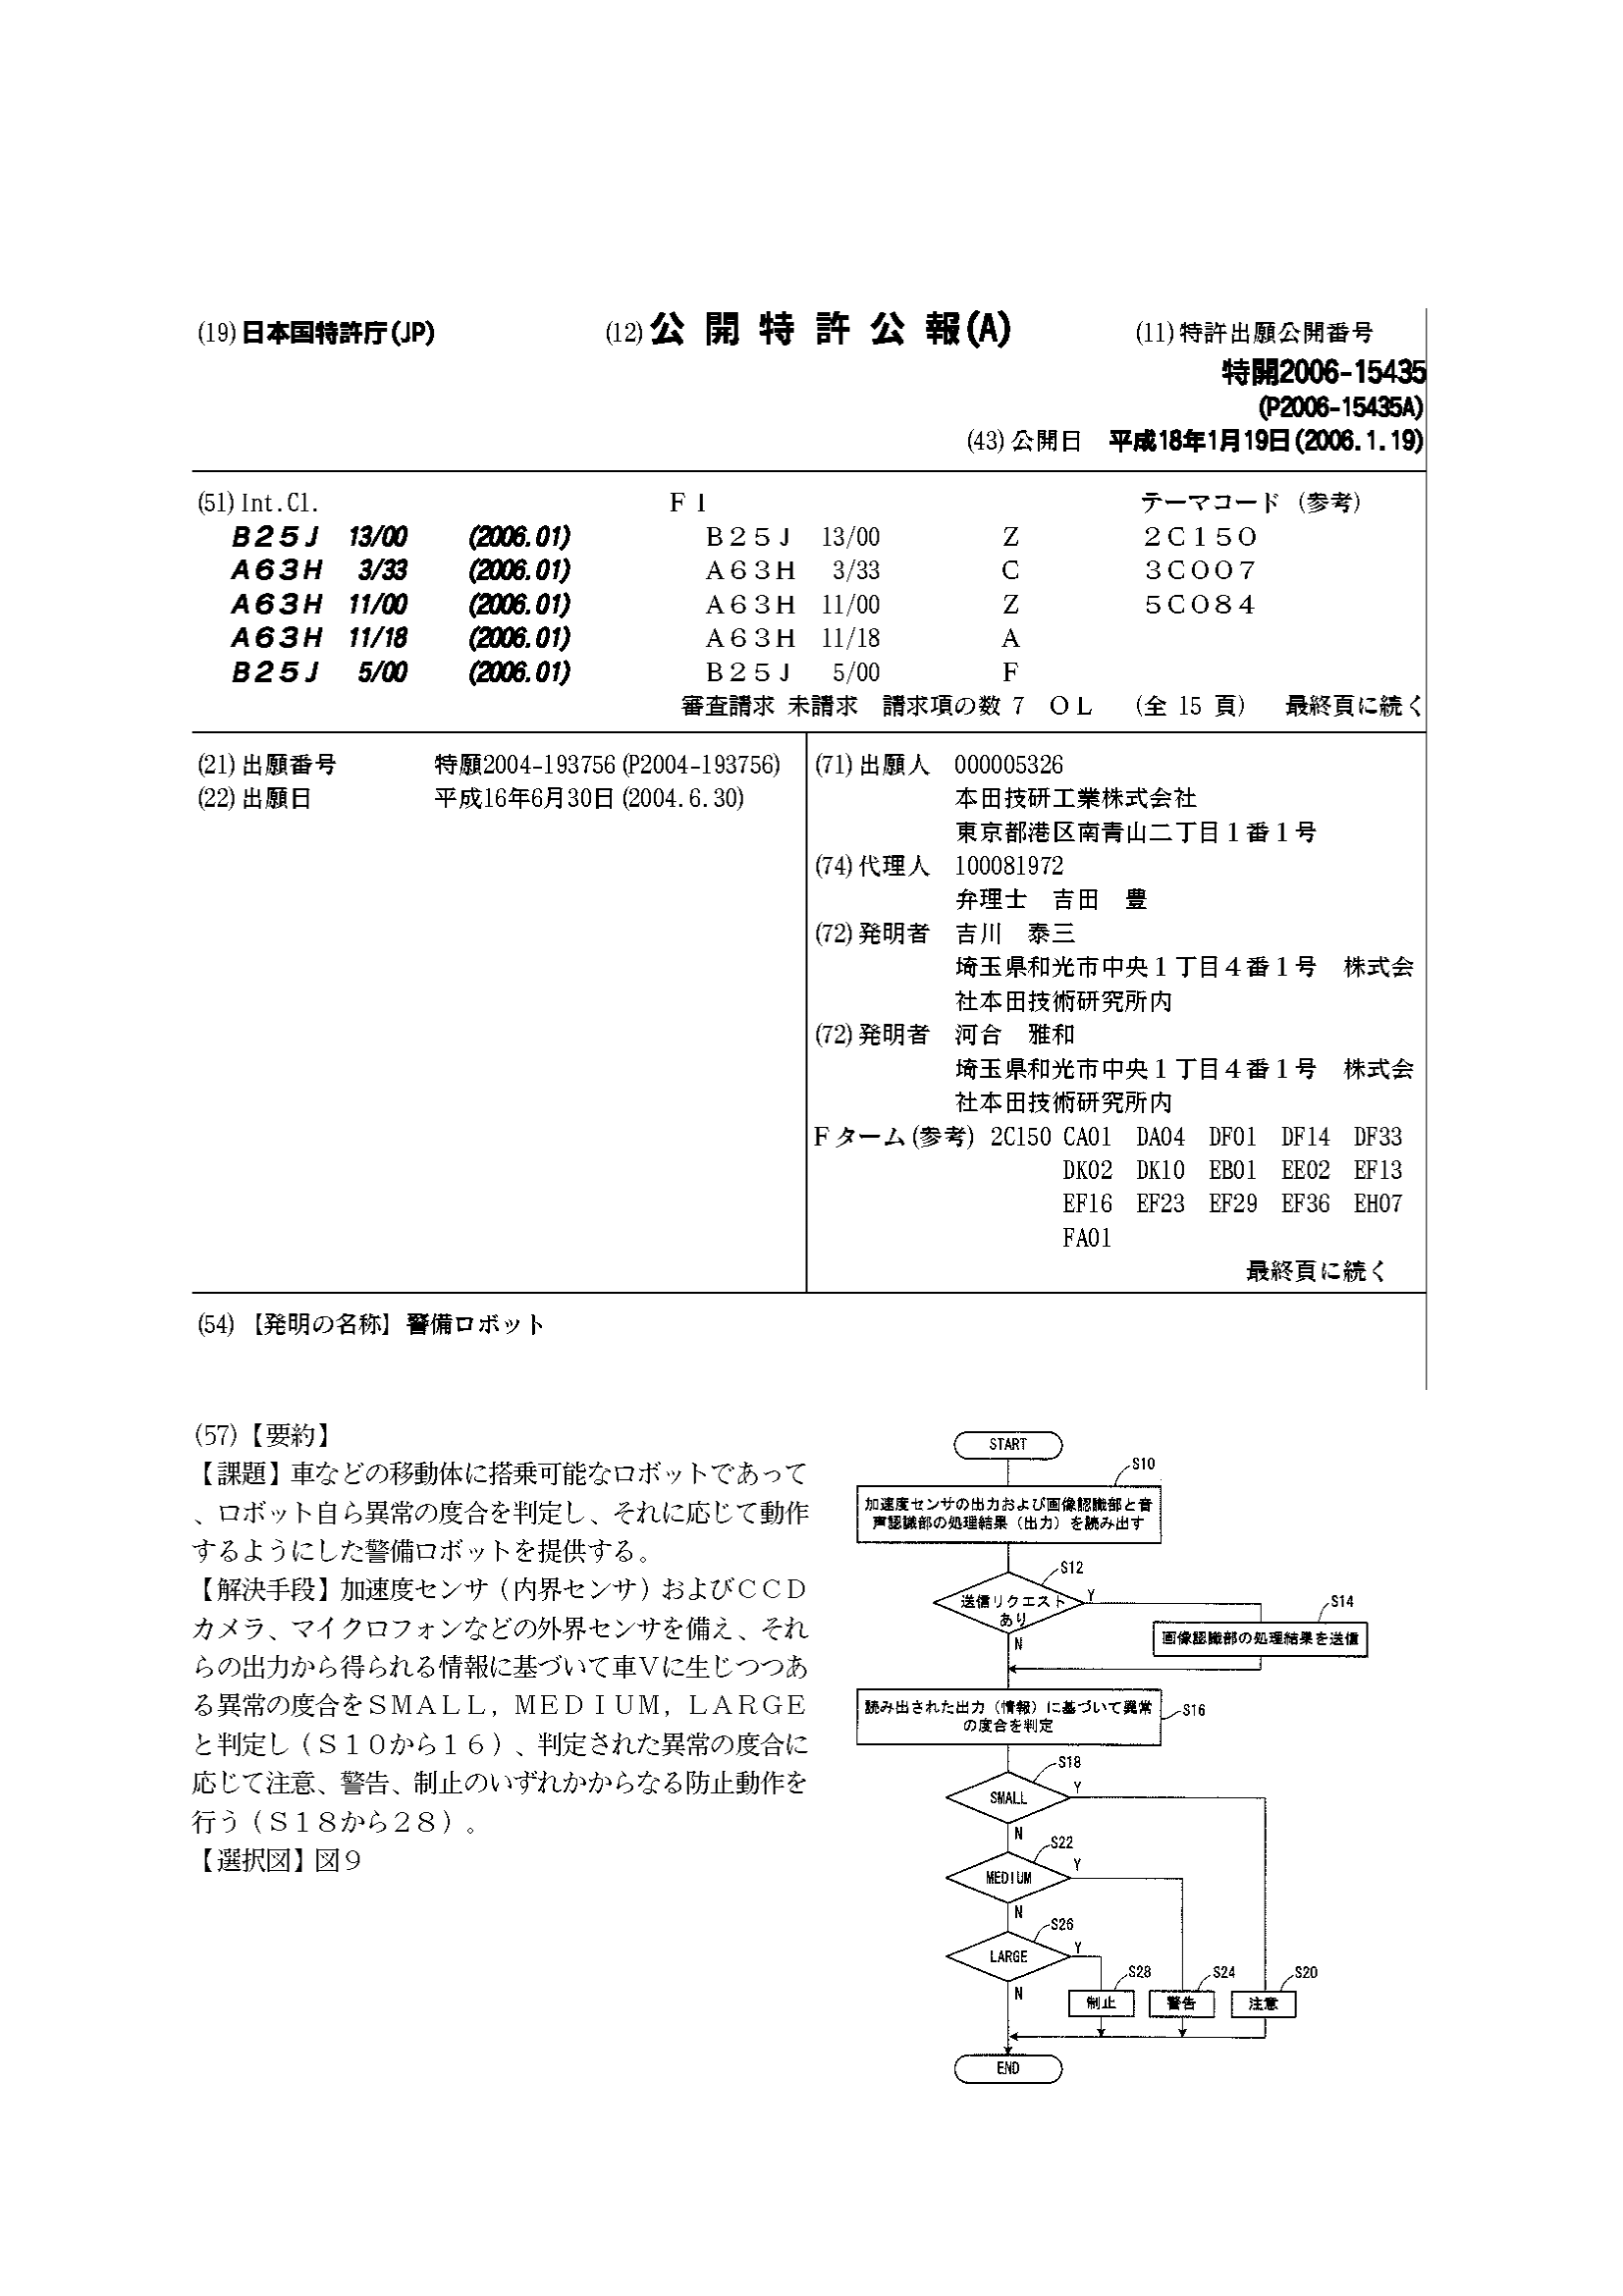 (19)日本国特許庁(JP)
(12)公開特許公報(A)
(11)特許出願公開番号
特開2006-15435
(P2006-15435A)
(43)公開日 平成18年1月19日(2006.1.19)
(51)Int.Cl. FI テーマコード(参考)
B25J 13/00 (2006.01) B25J 13/00 Z 2C150
A63H 3/33 (2006.01) A63H 3/33 C 3C007
A63H 11/00 (2006.01) A63H 11/00 Z 5C084
A63H 11/18 (2006.01) A63H 11/18 A
B25J 5/00 (2006.01) B25J 5/00 F
審査請求 未請求 請求項の数 7 OL (全 15 頁) 最終頁に続く
(21)出願番号 特願2004-193756(P2004-193756)
(22)出願日 平成16年6月30日(2004.6.30)
(71)出願人 000005326
本田技研工業株式会社
東京都港区南青山二丁目1番1号
(74)代理人 100081972
弁理士 吉田 豊
(72)発明者 吉川 泰三
埼玉県和光市中央1丁目4番1号 株式会
社本田技術研究所内
(72)発明者 河合 雅和
埼玉県和光市中央1丁目4番1号 株式会
社本田技術研究所内
Fターム(参考) 2C150 CA01 DA04 DF01 DF14 DF33
DK02 DK10 EB01 EE02 EF13
EF16 EF23 EF29 EF36 EH07
FA01
最終頁に続く
(54)【発明の名称】警備ロボット
(57)【要約】
【課題】車などの移動体に搭乗可能なロボットであって
、ロボット自ら異常の度合を判定し、それに応じて動作
するようにした警備ロボットを提供する。
【解決手段】加速度センサ(内界センサ)およびCCD
カメラ、マイクロフォンなどの外界センサを備え、それ
らの出力から得られる情報に基づいて車Vに生じつつあ
る異常の度合をSMALL,MEDIUM,LARGE
と判定し(S10から16)、判定された異常の度合に
応じて注意、警告、制止のいずれかからなる防止動作を
行う(S18から28)。
【選択図】図9
START
S10
加速度センサの出力および画像認識部と音
声認識部の処理結果(出力)を読み出す
S12
送信リクエスト
あり
Y
N
S14
画像認識部の処理結果を送信
読み出された出力(情報)に基づいて異常
の度合を判定
S16
S18
SMALL
Y
N
S22
MEDIUM
Y
N
S26
LARGE
Y
N
S28
制止
S24
警告
S20
注意
END